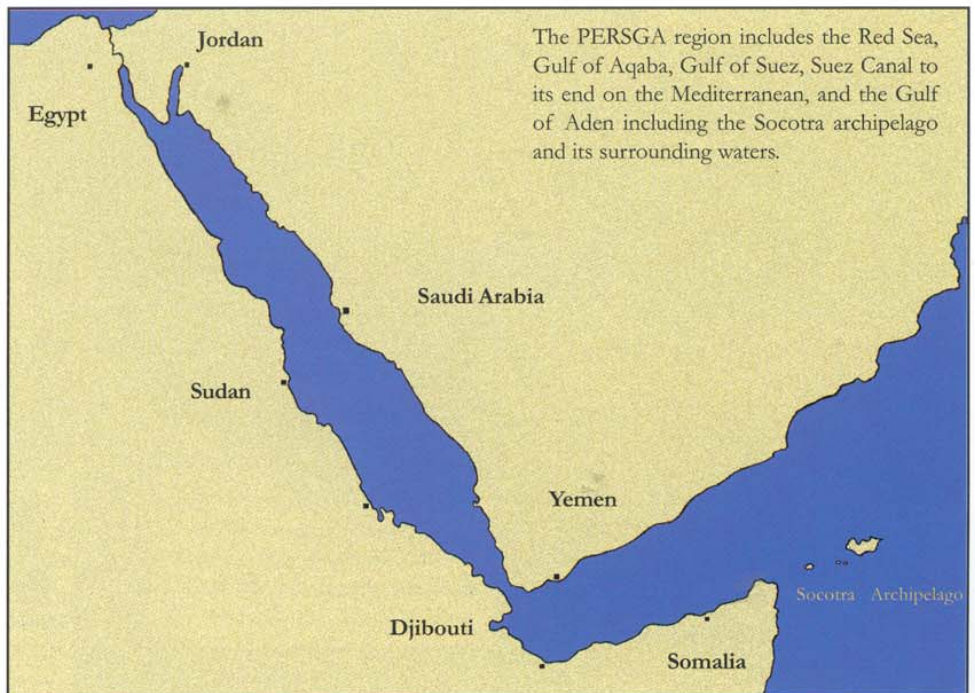 The PERSGA region includes the Red Sea,
Gulf of Aqaba, Gulf of Suez, Suez Canal to
its end on the Mediterranean, and the Gulf
of Aden including the Socotra archipelago
and its surrounding waters.
Jordan
Egypt
Saudi Arabia
Sudan
Yemen
Socotra Archipelago
Djibouti
Somalia